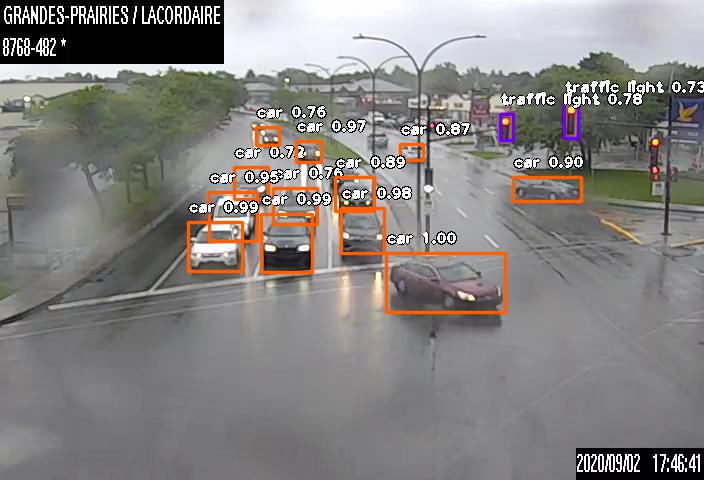 GRANDES-PRAIRIES / LACORDAIRE
8768-482 *
traffic light 0.73
traffic light 0.78
car 0.76
car 0.97
car 0.87
car 0.72
car 0.89
car 0.90
car 0.95
car 0.76
car 0.98
car 0.99
car 0.99
car 1.00
2020/09/02 17:46:41